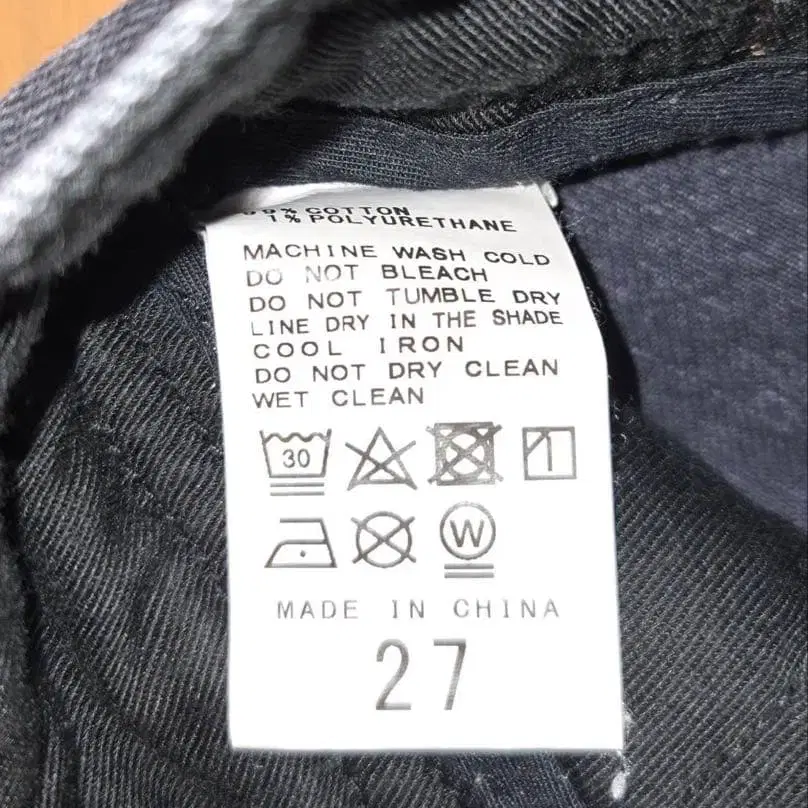 99% COTTON
1% POLYURETHANE
MACHINE WASH COLD
DO NOT BLEACH
DO NOT TUMBLE DRY
LINE DRY IN THE SHADE
COOL IRON
DO NOT DRY CLEAN
WET CLEAN
30
W
MADE IN CHINA
27